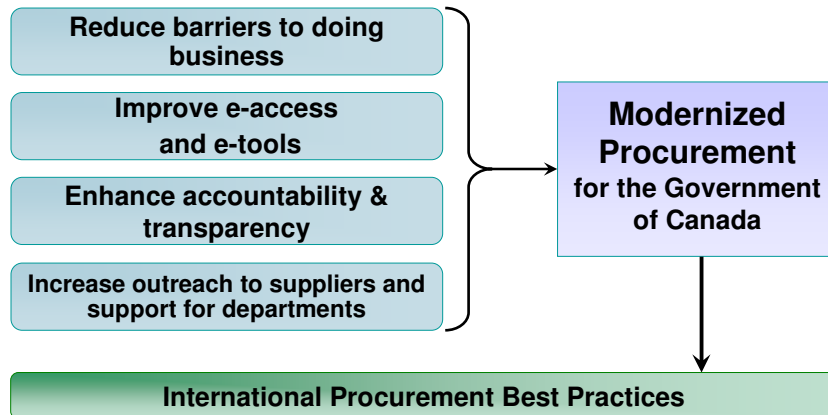 Reduce barriers to doing
business
Improve e-access
and e-tools
Enhance accountability &
transparency
Increase outreach to suppliers and
support for departments
Modernized
Procurement
for the Government
of Canada
International Procurement Best Practices